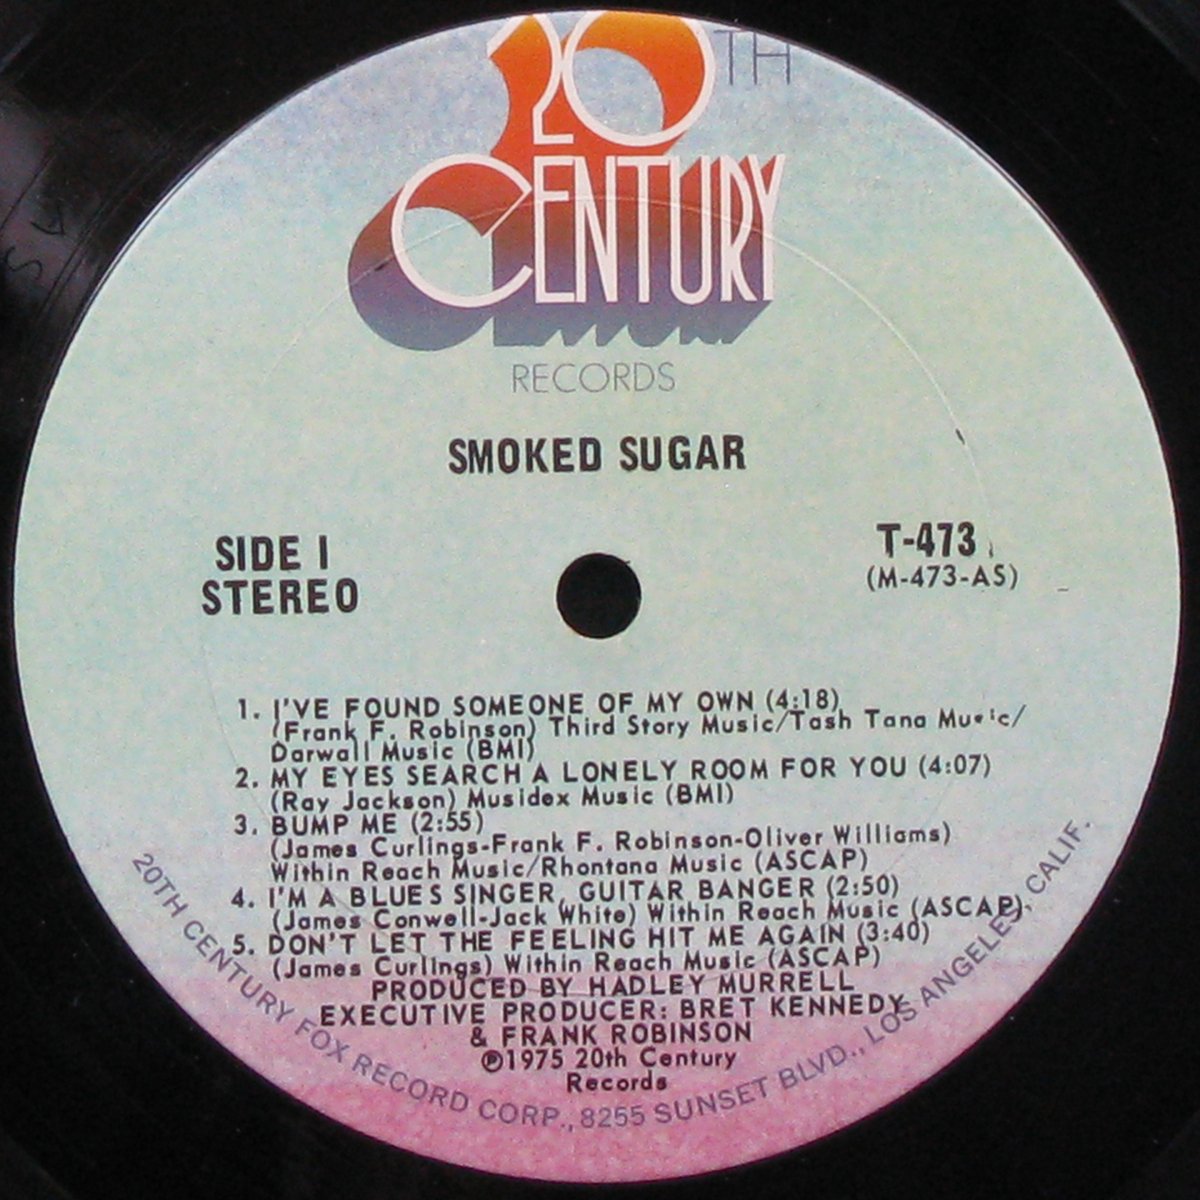 20TH
CENTURY
RECORDS
SMOKED SUGAR
SIDE 1
STEREO
T-473
(M-473-AS)
1. I'VE FOUND SOMEONE OF MY OWN (4:18)
(Frank F. Robinson) Third Story Music/Tash Tana Music/
Darwall Music (BMI)
2. MY EYES SEARCH A LONELY ROOM FOR YOU (4:07)
(Ray Jackson) Musidex Music (BMI)
3. BUMP ME (2:55)
(James Curlings-Frank F. Robinson-Oliver Williams)
Within Reach Music/Rhontana Music (ASCAP)
4. I'M A BLUES SINGER, GUITAR BANGER (2:50)
(James Conwell-Jack White) Within Reach Music (ASCAP)
5. DON'T LET THE FEELING HIT ME AGAIN (3:40)
(James Curlings) Within Reach Music (ASCAP)
PRODUCED BY HADLEY MURRELL
EXECUTIVE PRODUCER: BRET KENNEDY
& FRANK ROBINSON
℗1975 20th Century
Records
20TH CENTURY FOX RECORD CORP., 8255 SUNSET BLVD., LOS ANGELES, CALIF.